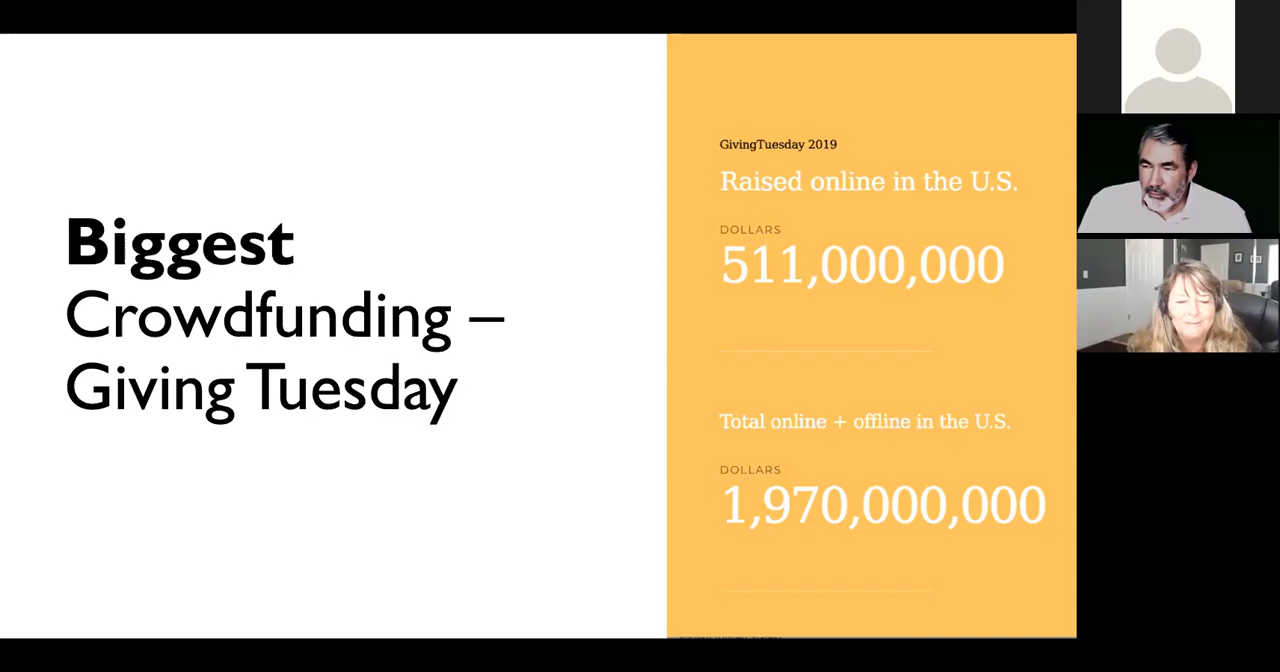 Biggest
Crowdfunding –
Giving Tuesday
GivingTuesday 2019
Raised online in the U.S.
DOLLARS
511,000,000
Total online + offline in the U.S.
DOLLARS
1,970,000,000